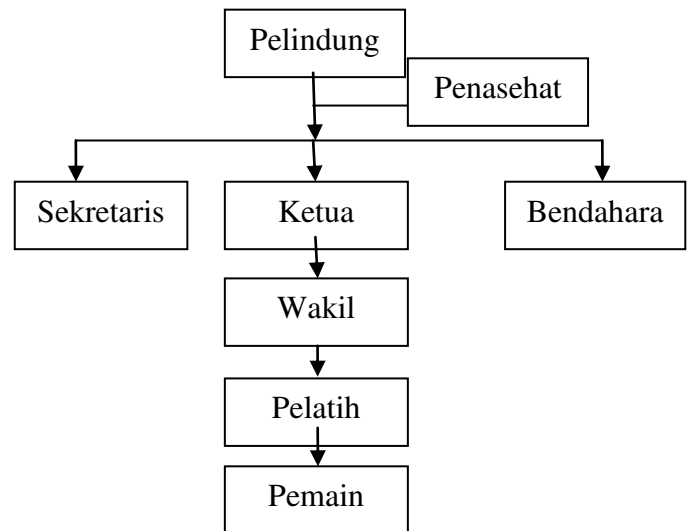 Pelindung
Penasehat
Sekretaris
Ketua
Bendahara
Wakil
Pelatih
Pemain